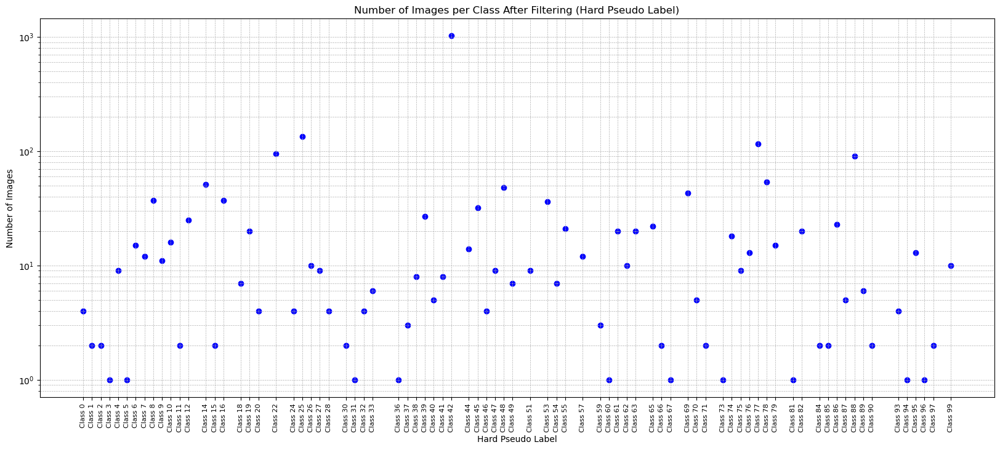 Number of Images per Class After Filtering (Hard Pseudo Label)
Number of Images
10³
10²
10¹
10⁰
Class 0
Class 1
Class 2
Class 3
Class 4
Class 5
Class 6
Class 7
Class 8
Class 9
Class 10
Class 11
Class 12
Class 14
Class 15
Class 16
Class 18
Class 19
Class 20
Class 22
Class 24
Class 25
Class 26
Class 27
Class 28
Class 30
Class 31
Class 32
Class 33
Class 36
Class 37
Class 38
Class 39
Class 40
Class 41
Class 42
Class 44
Class 45
Class 46
Class 47
Class 48
Class 49
Class 51
Class 53
Class 54
Class 55
Class 57
Class 59
Class 60
Class 61
Class 62
Class 63
Class 65
Class 66
Class 67
Class 69
Class 70
Class 71
Class 73
Class 74
Class 75
Class 76
Class 77
Class 78
Class 79
Class 81
Class 82
Class 84
Class 85
Class 86
Class 87
Class 88
Class 89
Class 90
Class 93
Class 94
Class 95
Class 96
Class 97
Class 99
Hard Pseudo Label